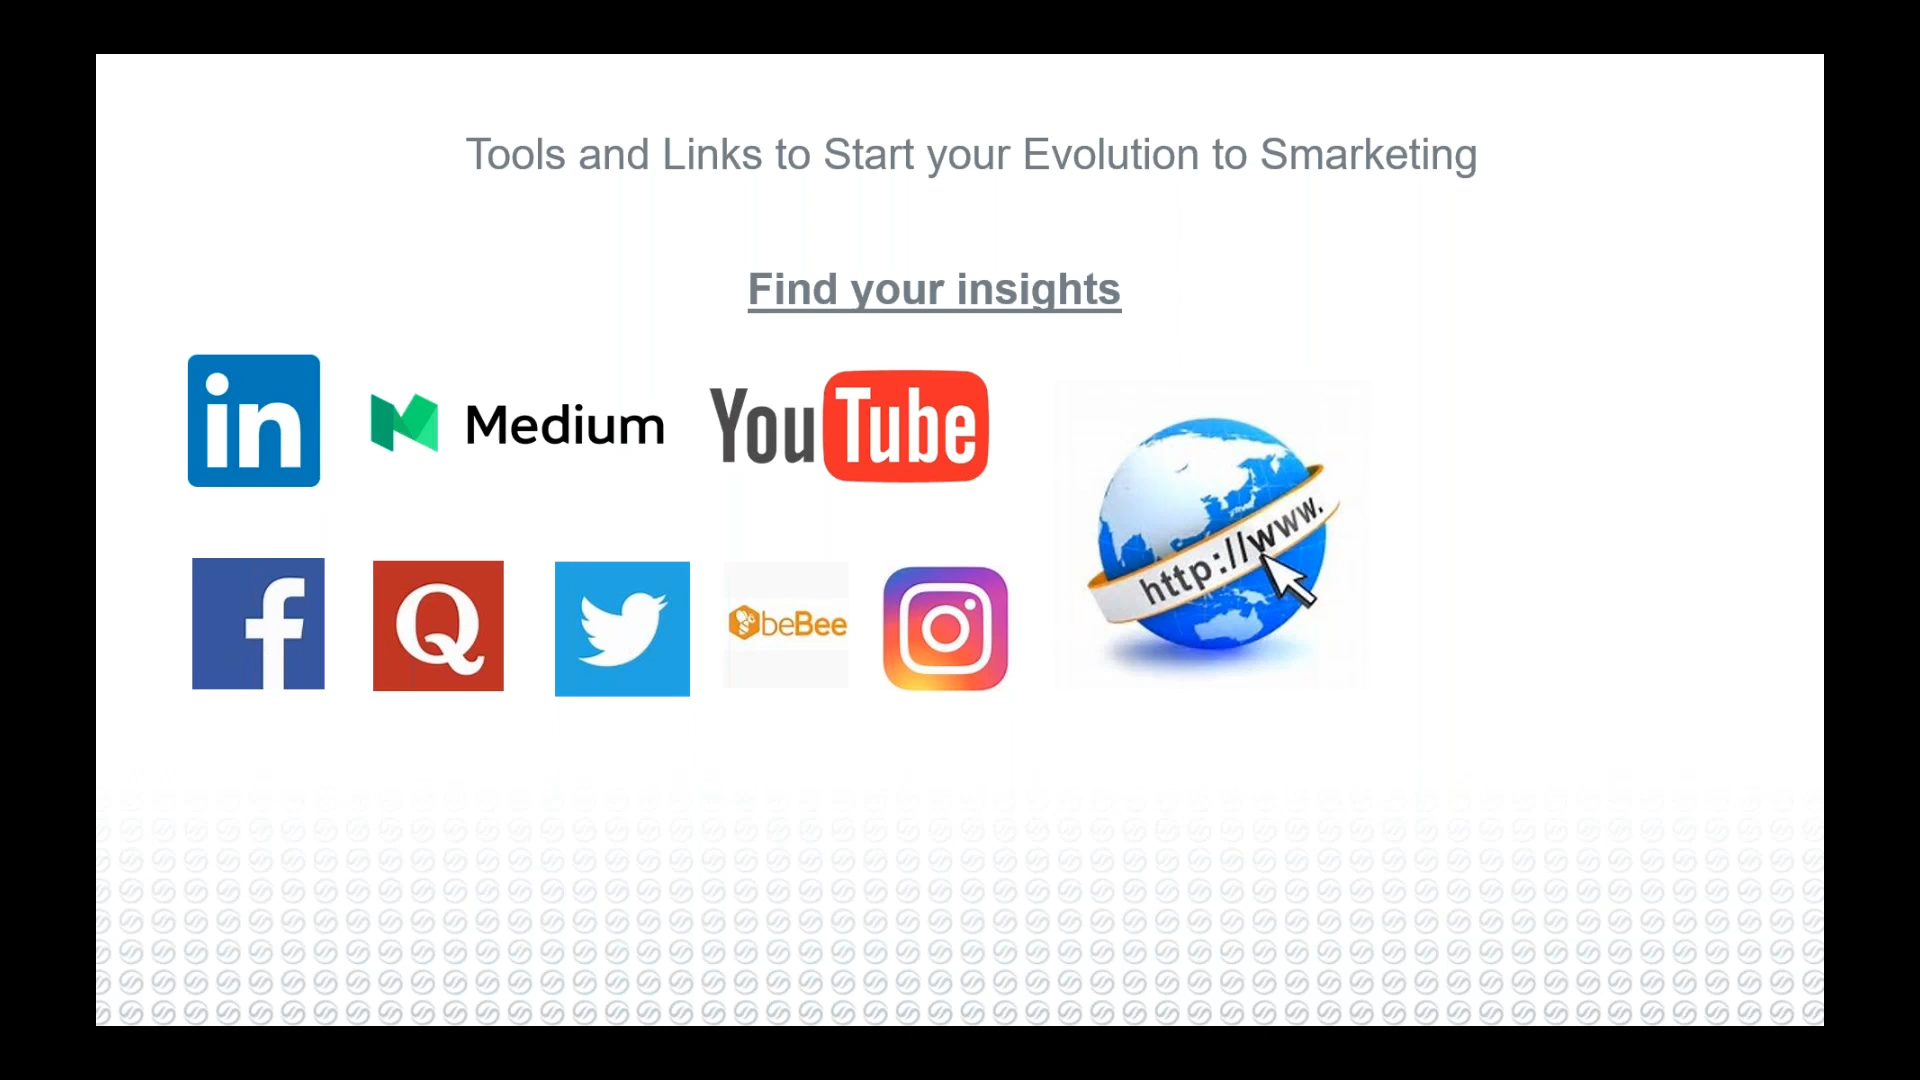 Tools and Links to Start your Evolution to Smarketing
Find your insights
in
Medium
YouTube
http://www.
f
Q
beBee